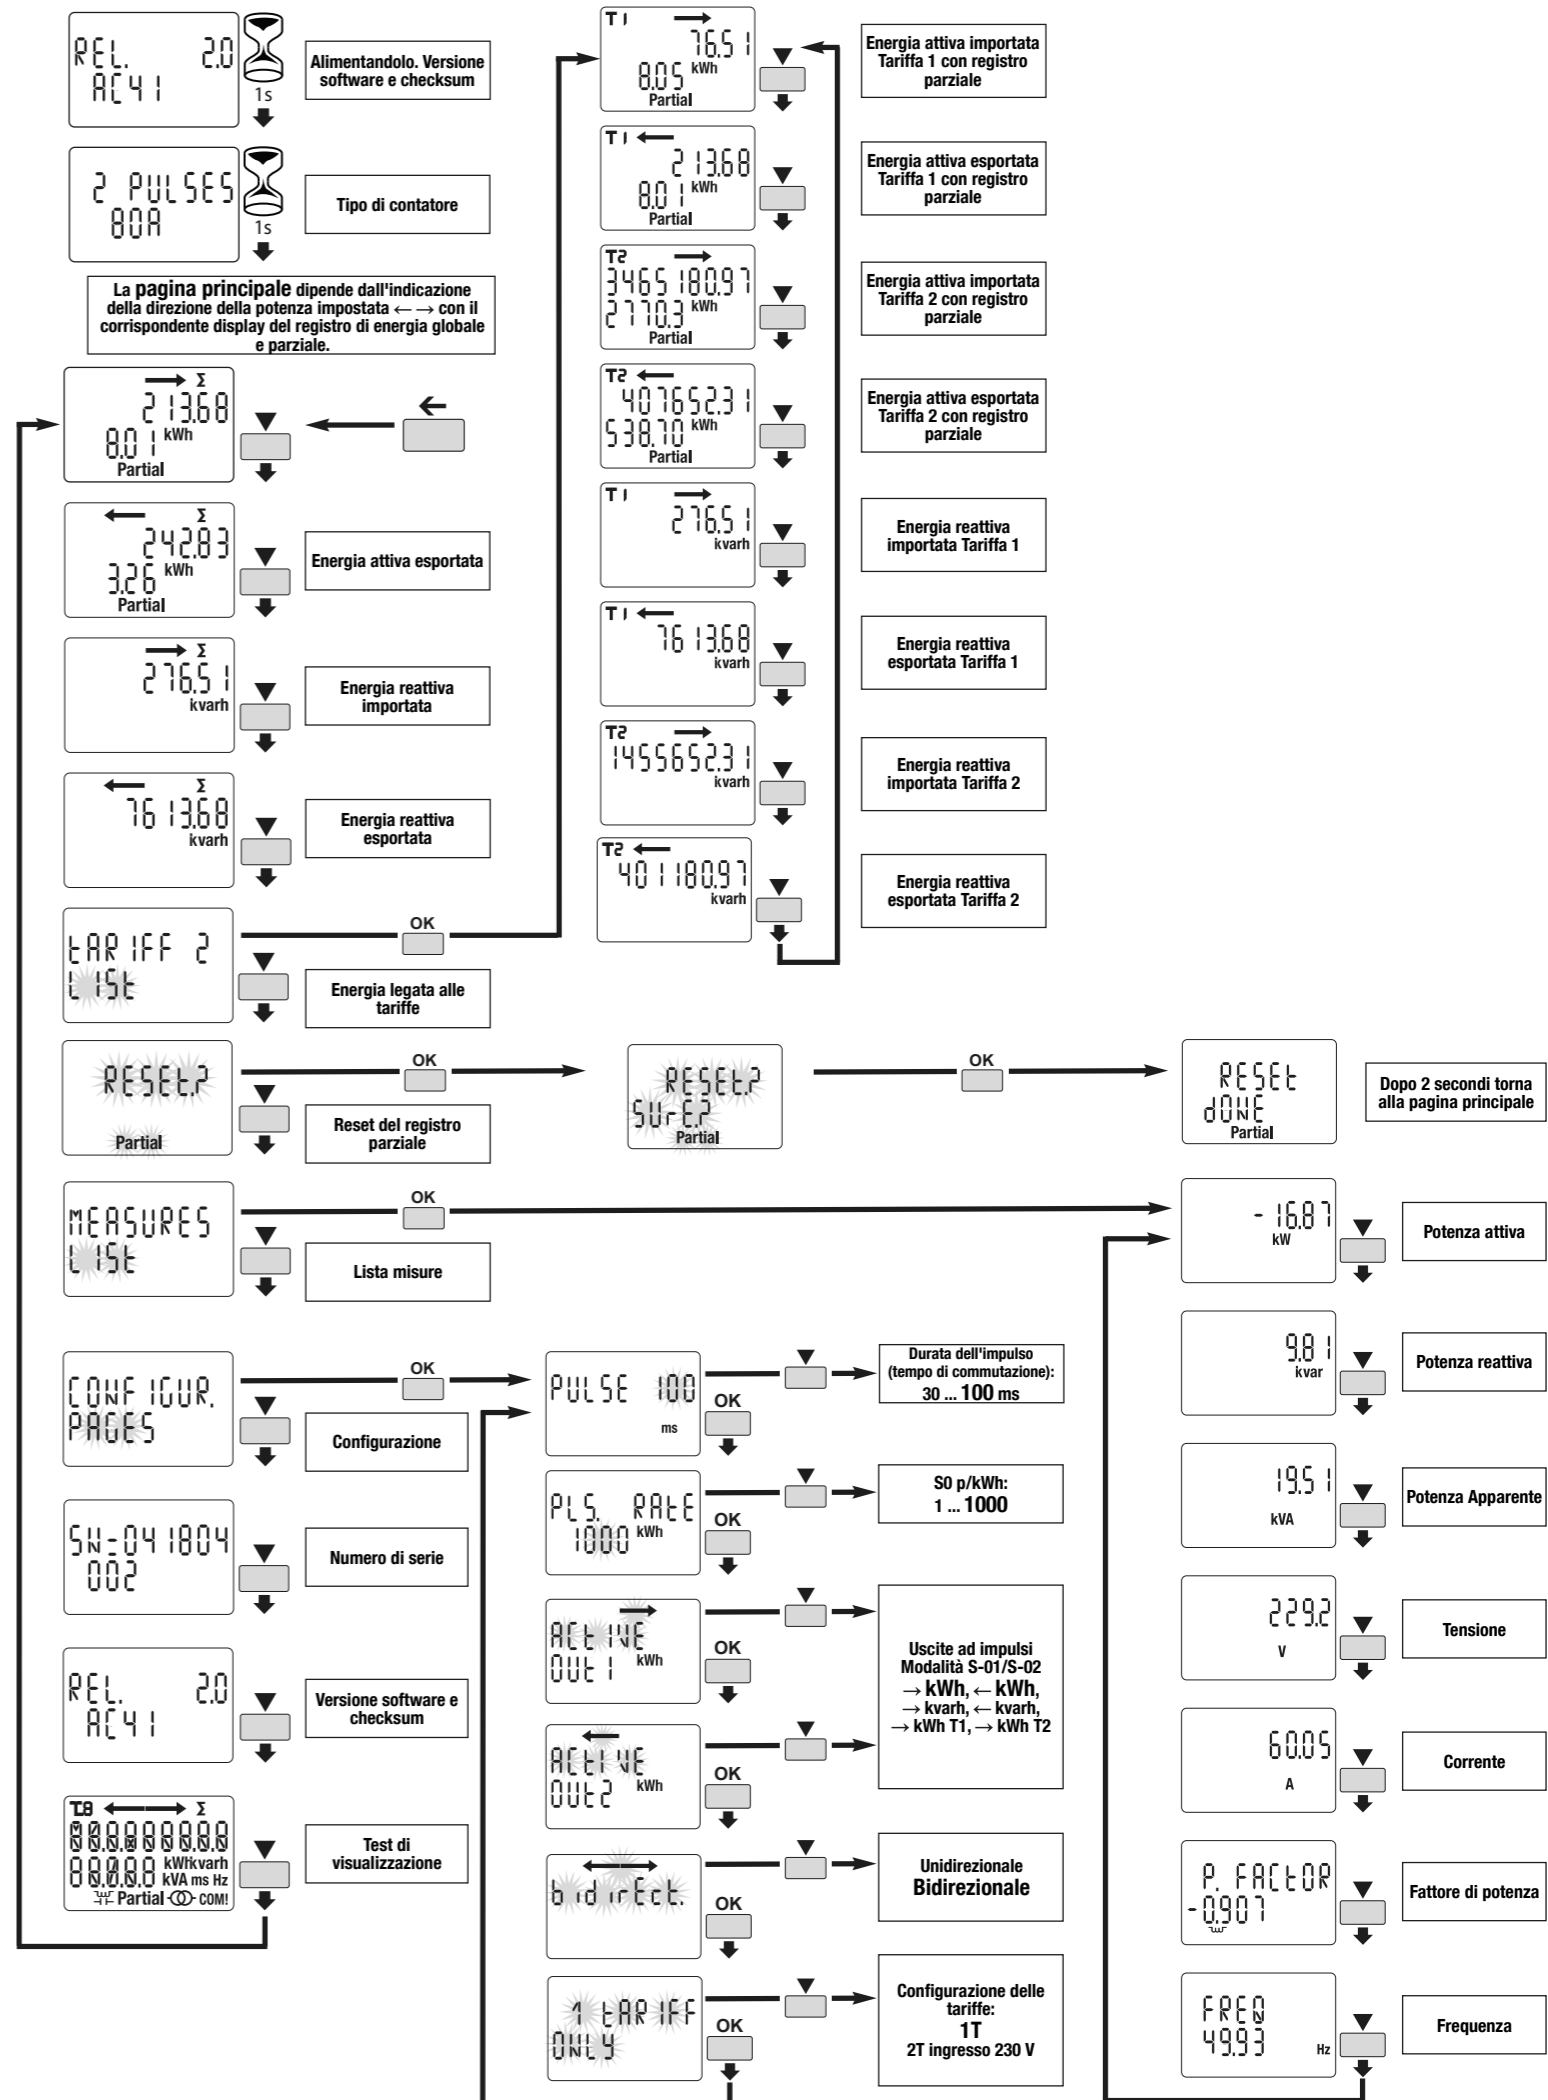 REL. 2.0
AC41
1s
Alimentandolo. Versione
software e checksum
2 PULSES
80A
1s
Tipo di contatore
La pagina principale dipende dall'indicazione
della direzione della potenza impostata ← → con il
corrispondente display del registro di energia globale
e parziale.
→ Σ
213.68
8.01 kWh
Partial
▼
←
← Σ
242.83
3.26 kWh
Partial
▼
Energia attiva esportata
→ Σ
276.51
kvarh
▼
Energia reattiva
importata
← Σ
7613.68
kvarh
▼
Energia reattiva
esportata
tARIFF 2
LISt
▼
OK
Energia legata alle
tariffe
T1 →
76.51
8.05 kWh
Partial
▼
Energia attiva importata
Tariffa 1 con registro
parziale
T1 ←
213.68
8.01 kWh
Partial
▼
Energia attiva esportata
Tariffa 1 con registro
parziale
T2 →
3465180.97
2770.3 kWh
Partial
▼
Energia attiva importata
Tariffa 2 con registro
parziale
T2 ←
407652.31
538.70 kWh
Partial
▼
Energia attiva esportata
Tariffa 2 con registro
parziale
T1 →
276.51
kvarh
▼
Energia reattiva
importata Tariffa 1
T1 ←
7613.68
kvarh
▼
Energia reattiva
esportata Tariffa 1
T2 →
1455652.31
kvarh
▼
Energia reattiva
importata Tariffa 2
T2 ←
401180.97
kvarh
▼
Energia reattiva
esportata Tariffa 2
RESEt.?
Partial
▼
OK
Reset del registro
parziale
RESEt.?
SUrE.?
Partial
OK
RESEt
dONE
Partial
Dopo 2 secondi torna
alla pagina principale
MEASURES
LISt
▼
OK
Lista misure
-16.87
kW
▼
Potenza attiva
9.81
kvar
▼
Potenza reattiva
19.51
kVA
▼
Potenza Apparente
229.2
V
▼
Tensione
60.05
A
▼
Corrente
P. FACtOR
-0.907
▼
Fattore di potenza
FREQ
49.93 Hz
▼
Frequenza
CONFIGUR.
PAGES
▼
OK
Configurazione
SN=041804
002
▼
Numero di serie
REL. 2.0
AC41
▼
Versione software e
checksum
T.8 ← → Σ
kWhkvarh
kVA ms Hz
Partial COM!
▼
Test di
visualizzazione
PULSE 100
ms
▼
OK
Durata dell'impulso
(tempo di commutazione):
30 ... 100 ms
PLS. RAtE
1000 kWh
▼
OK
S0 p/kWh:
1 ... 1000
→
ACtIVE
OUt1 kWh
▼
OK
←
ACtIVE
OUt2 kWh
▼
OK
Uscite ad impulsi
Modalità S-01/S-02
→ kWh, ← kWh,
→ kvarh, ← kvarh,
→ kWh T1, → kWh T2
← →
bidirEct.
▼
OK
Unidirezionale
Bidirezionale
1 tARIFF
ONLY
▼
OK
Configurazione delle
tariffe:
1T
2T ingresso 230 V